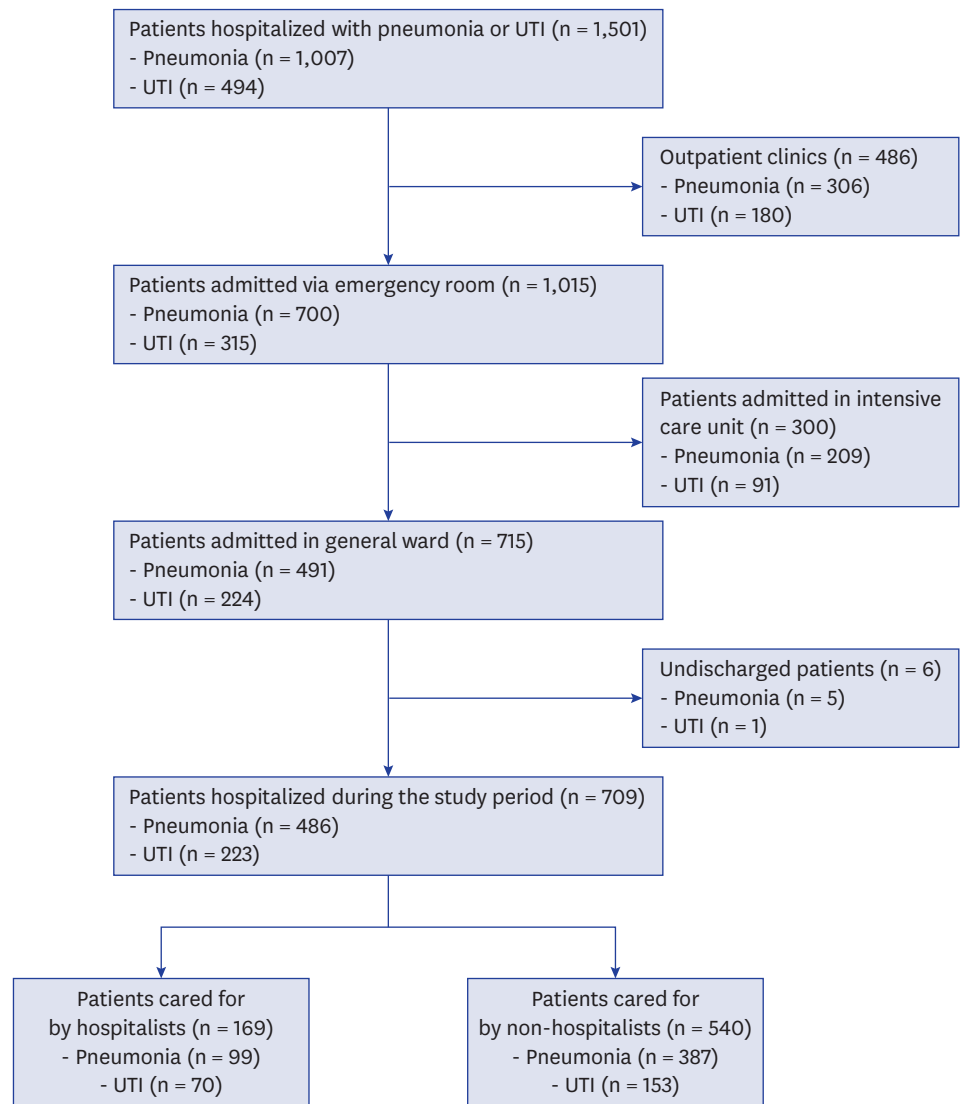 Patients hospitalized with pneumonia or UTI (n = 1,501)
- Pneumonia (n = 1,007)
- UTI (n = 494)
Outpatient clinics (n = 486)
- Pneumonia (n = 306)
- UTI (n = 180)
Patients admitted via emergency room (n = 1,015)
- Pneumonia (n = 700)
- UTI (n = 315)
Patients admitted in intensive
care unit (n = 300)
- Pneumonia (n = 209)
- UTI (n = 91)
Patients admitted in general ward (n = 715)
- Pneumonia (n = 491)
- UTI (n = 224)
Undischarged patients (n = 6)
- Pneumonia (n = 5)
- UTI (n = 1)
Patients hospitalized during the study period (n = 709)
- Pneumonia (n = 486)
- UTI (n = 223)
Patients cared for
by hospitalists (n = 169)
- Pneumonia (n = 99)
- UTI (n = 70)
Patients cared for
by non-hospitalists (n = 540)
- Pneumonia (n = 387)
- UTI (n = 153)